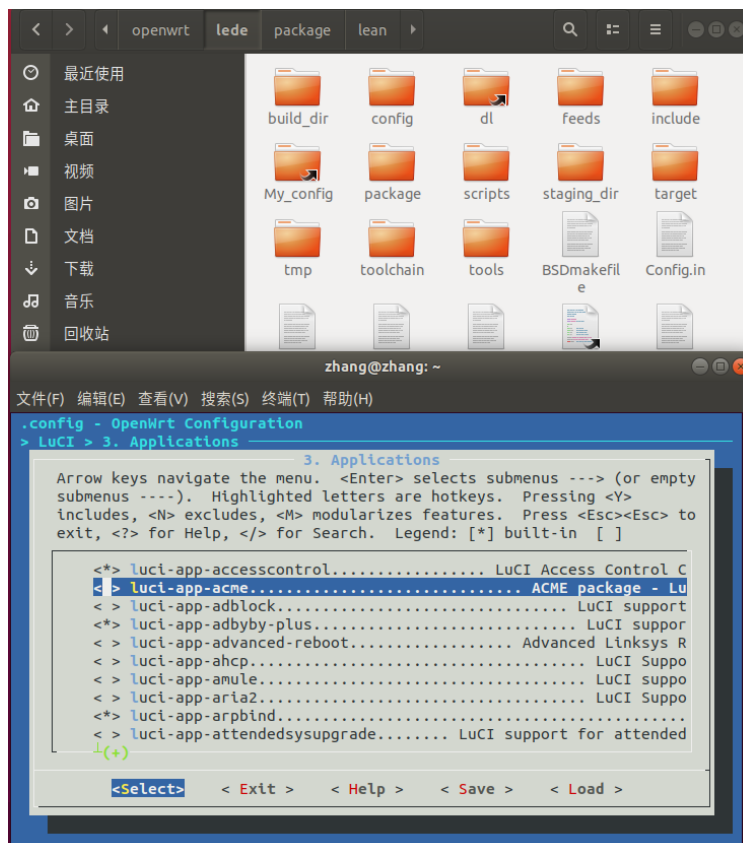 openwrt lede package lean
最近使用
主目录
桌面
视频
图片
文档
下载
音乐
回收站
build_dir config dl feeds include
My_config package scripts staging_dir target
tmp toolchain tools BSDmakefil
e Config.in
zhang@zhang: ~
文件(F) 编辑(E) 查看(V) 搜索(S) 终端(T) 帮助(H)
.config - OpenWrt Configuration
> LuCI > 3. Applications
3. Applications
Arrow keys navigate the menu. <Enter> selects submenus ---> (or empty
submenus ----). Highlighted letters are hotkeys. Pressing <Y>
includes, <N> excludes, <M> modularizes features. Press <Esc><Esc> to
exit, <?> for Help, </> for Search. Legend: [*] built-in [ ]
<*> luci-app-accesscontrol................. LuCI Access Control C
< > luci-app-acme.............................. ACME package - Lu
< > luci-app-adblock................................ LuCI support
<*> luci-app-adbyby-plus............................. LuCI suppor
< > luci-app-advanced-reboot.................. Advanced Linksys R
< > luci-app-ahcp..................................... LuCI Suppo
< > luci-app-amule.................................... LuCI Suppo
< > luci-app-aria2.................................... LuCI Suppo
<*> luci-app-arpbind.............................................
< > luci-app-attendedsysupgrade........ LuCI support for attended
(+)
<Select> < Exit > < Help > < Save > < Load >